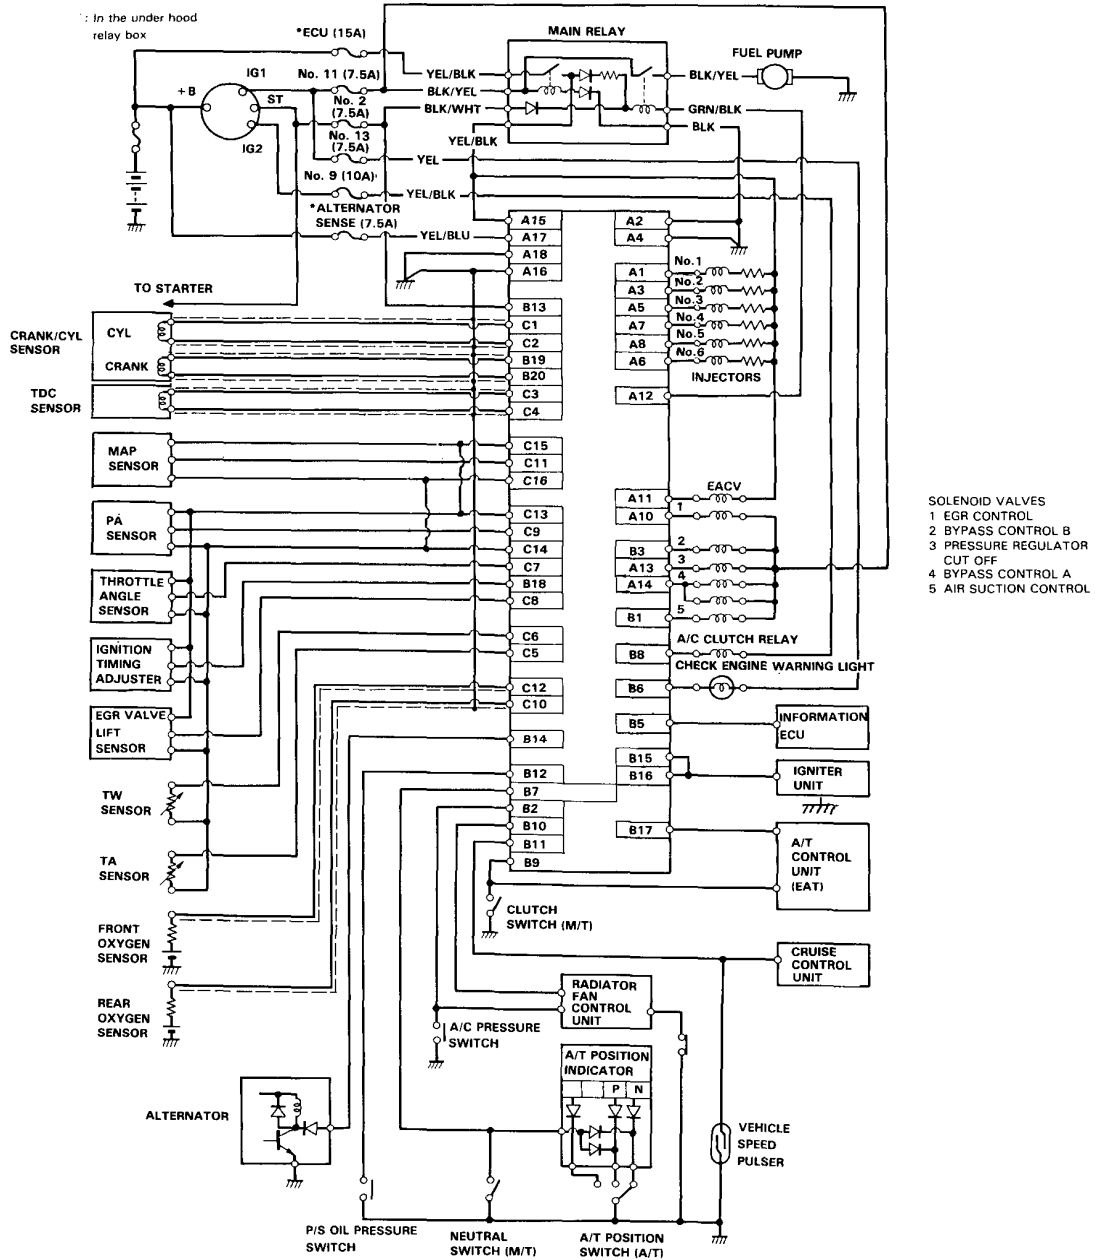 : In the under hood
relay box
*ECU (15A)
MAIN RELAY
FUEL PUMP
IG1
No. 11 (7.5A)
YEL/BLK
BLK/YEL
+B
ST
No. 2
(7.5A)
BLK/YEL
BLK/WHT
GRN/BLK
BLK
No. 13
(7.5A)
IG2
YEL/BLK
YEL
No. 9 (10A)
YEL/BLK
*ALTERNATOR
SENSE (7.5A)
YEL/BLU
A15
A17
A18
A16
A2
A4
No.1
A1
No.2
A3
No.3
A5
No.4
A7
No.5
A8
No.6
A6
INJECTORS
A12
TO STARTER
B13
CRANK/CYL
SENSOR
CYL
CRANK
C1
C2
B19
B20
TDC
SENSOR
C3
C4
MAP
SENSOR
C15
C11
C16
PA
SENSOR
C13
C9
C14
THROTTLE
ANGLE
SENSOR
C7
B18
C8
IGNITION
TIMING
ADJUSTER
C6
C5
EGR VALVE
LIFT
SENSOR
C12
C10
EACV
A11
1
A10
2
B3
3
A13
4
A14
5
B1
SOLENOID VALVES
1 EGR CONTROL
2 BYPASS CONTROL B
3 PRESSURE REGULATOR
CUT OFF
4 BYPASS CONTROL A
5 AIR SUCTION CONTROL
A/C CLUTCH RELAY
B8
CHECK ENGINE WARNING LIGHT
B6
B5
INFORMATION
ECU
B14
B15
B16
IGNITER
UNIT
B12
B7
B2
B10
B11
B9
B17
A/T
CONTROL
UNIT
(EAT)
TW
SENSOR
TA
SENSOR
CLUTCH
SWITCH (M/T)
FRONT
OXYGEN
SENSOR
CRUISE
CONTROL
UNIT
REAR
OXYGEN
SENSOR
RADIATOR
FAN
CONTROL
UNIT
A/C PRESSURE
SWITCH
A/T POSITION
INDICATOR
P
N
ALTERNATOR
VEHICLE
SPEED
PULSER
P/S OIL PRESSURE
SWITCH
NEUTRAL
SWITCH (M/T)
A/T POSITION
SWITCH (A/T)